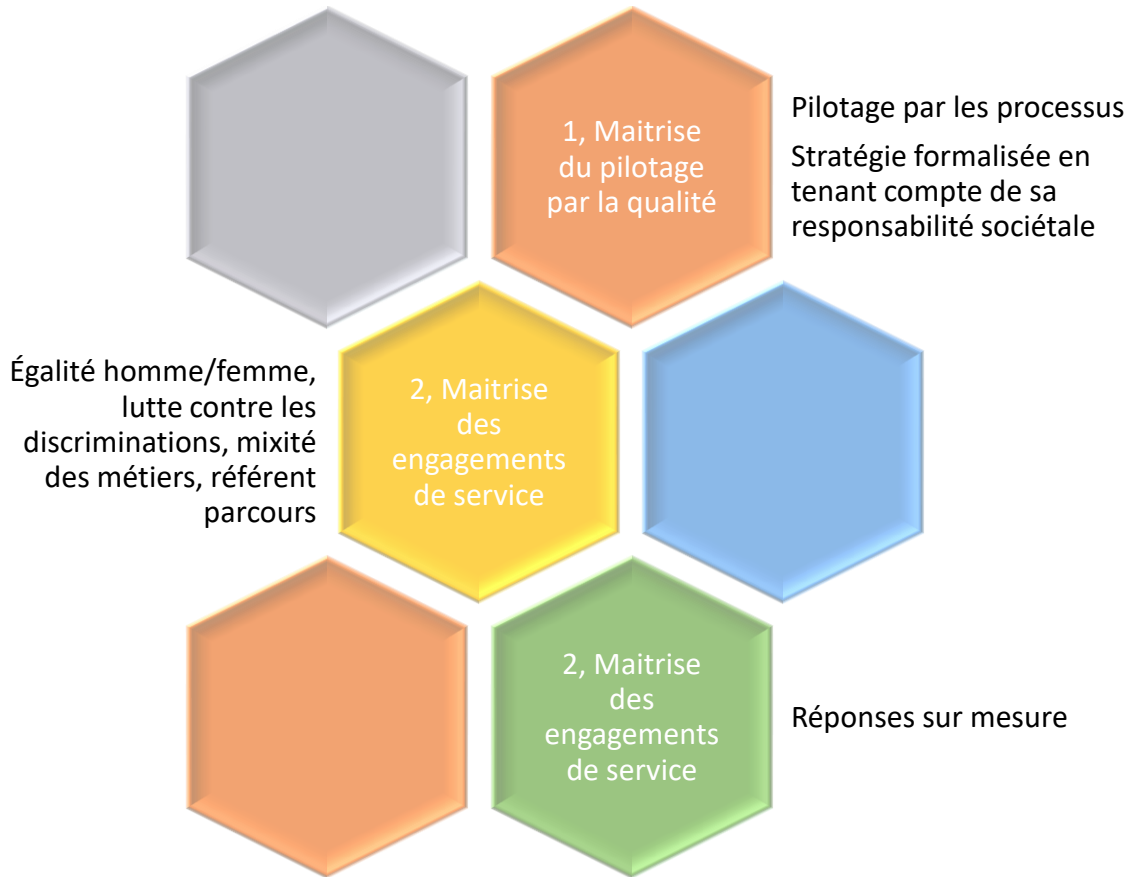 1, Maitrise
du pilotage
par la qualité
Pilotage par les processus
Stratégie formalisée en
tenant compte de sa
responsabilité sociétale
Égalité homme/femme,
lutte contre les
discriminations, mixité
des métiers, référent
parcours
2, Maitrise
des
engagements
de service
2, Maitrise
des
engagements
de service
Réponses sur mesure